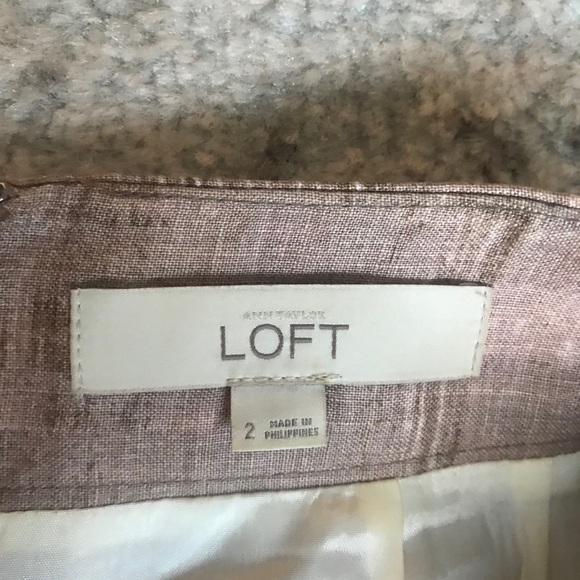 ANN TAYLOR
LOFT
2 MADE IN
PHILIPPINES